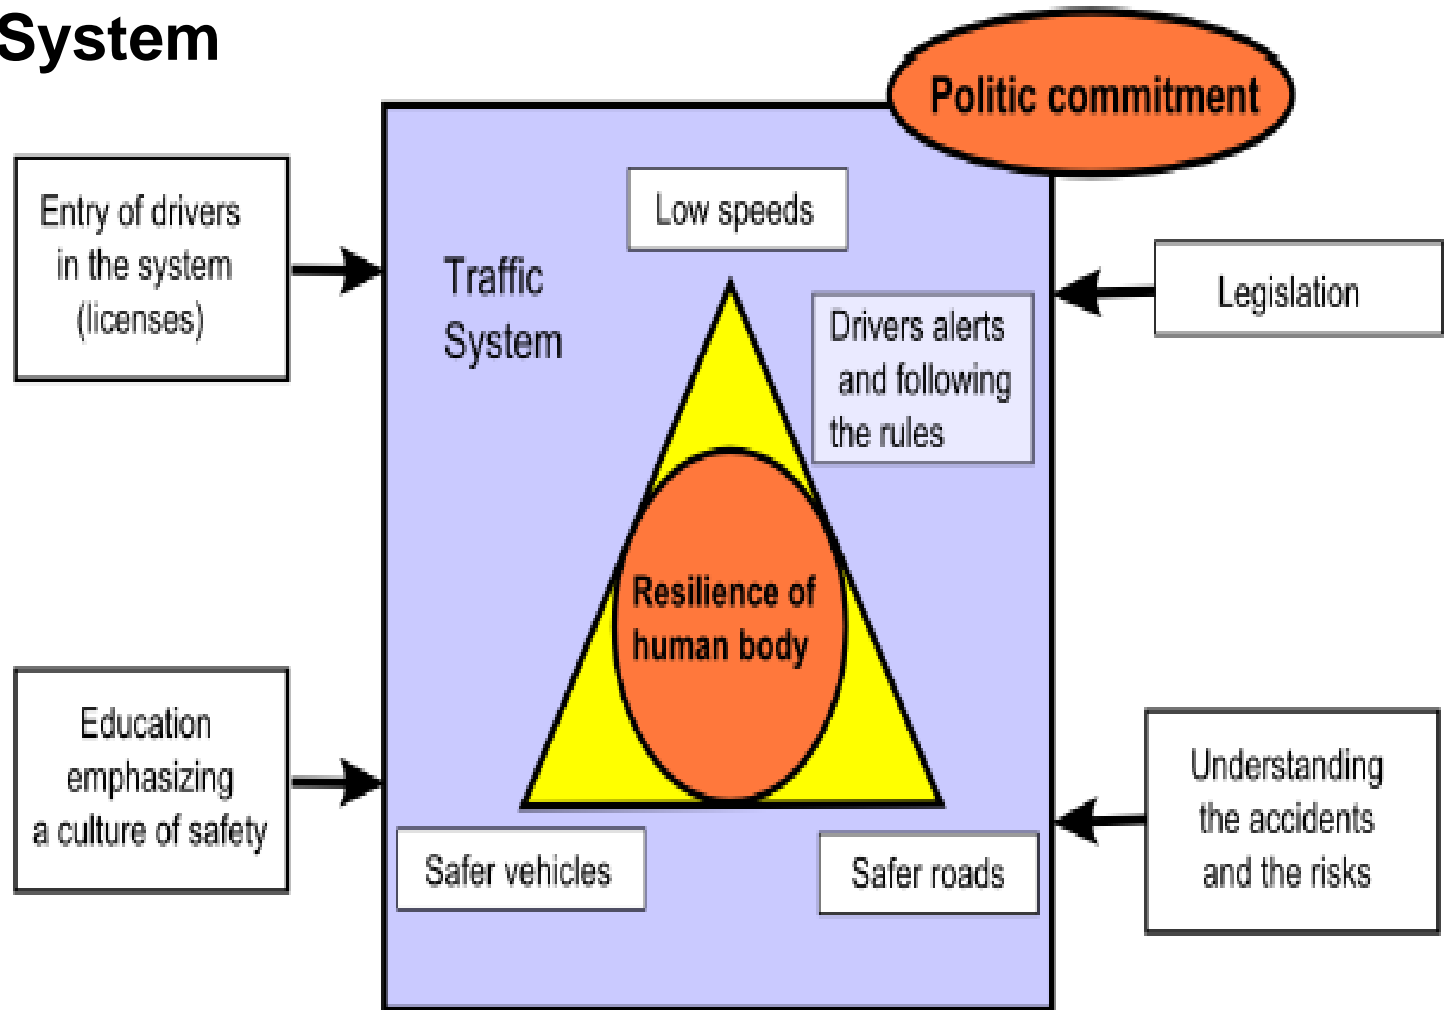 System
Politic commitment
Entry of drivers
in the system
(licenses)
Low speeds
Traffic
System
Drivers alerts
and following
the rules
Legislation
Resilience of
human body
Education
emphasizing
a culture of safety
Safer vehicles
Safer roads
Understanding
the accidents
and the risks